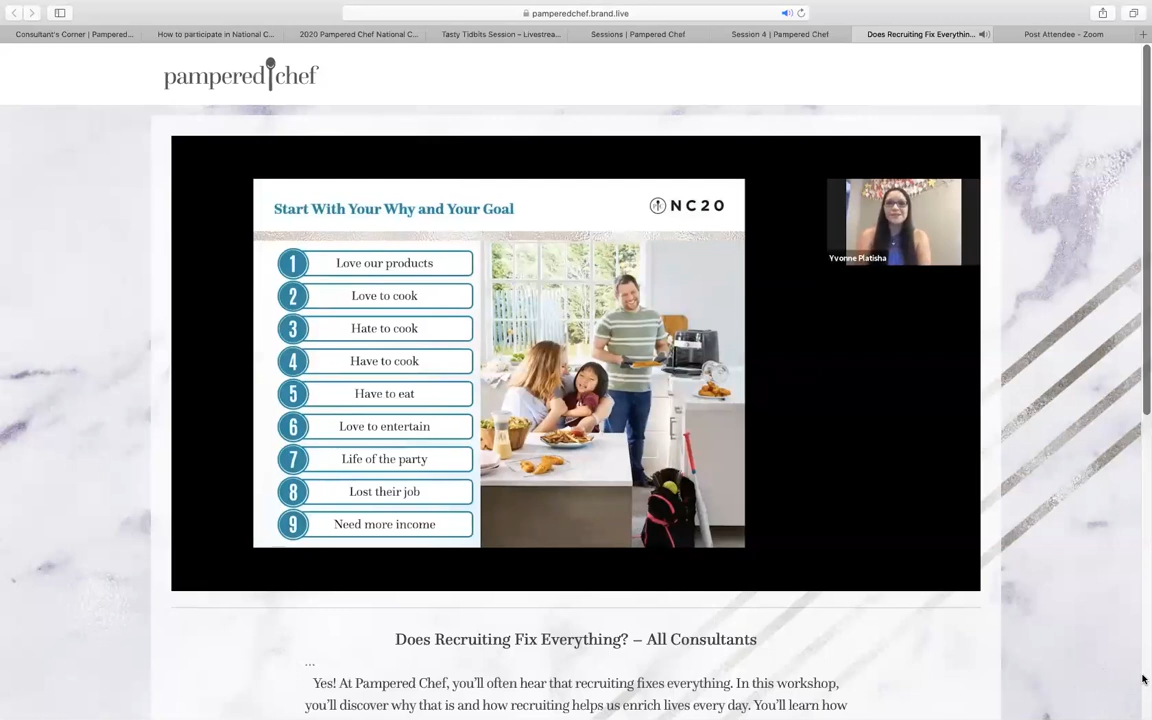 pamperedchef.brand.live
Consultant's Corner | Pampered...
How to participate in National C...
2020 Pampered Chef National C...
Tasty Tidbits Session – Livestrea...
Sessions | Pampered Chef
Session 4 | Pampered Chef
Does Recruiting Fix Everythin...
Post Attendee - Zoom
pampered chef
Start With Your Why and Your Goal
NC20
1 Love our products
2 Love to cook
3 Hate to cook
4 Have to cook
5 Have to eat
6 Love to entertain
7 Life of the party
8 Lost their job
9 Need more income
Yvonne Platisha
Does Recruiting Fix Everything? – All Consultants
...
Yes! At Pampered Chef, you'll often hear that recruiting fixes everything. In this workshop,
you'll discover why that is and how recruiting helps us enrich lives every day. You'll learn how